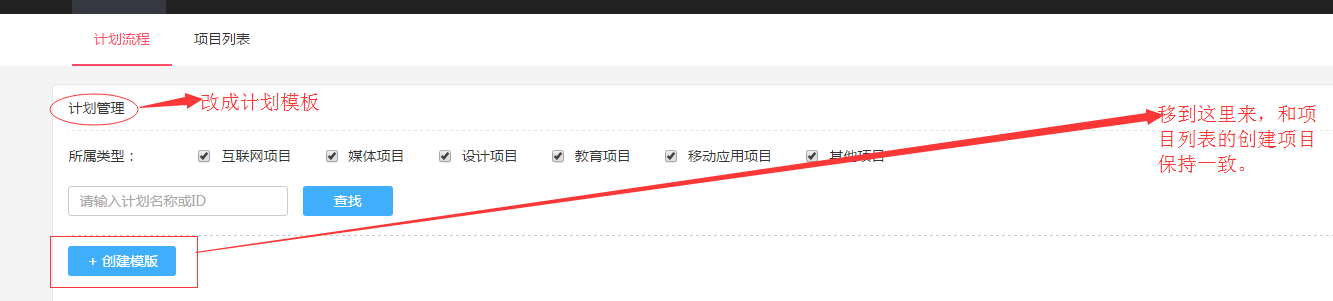 计划流程 项目列表
计划管理 改成计划模板
移到这里来，和项
目列表的创建项目
保持一致。
所属类型： 互联网项目 媒体项目 设计项目 教育项目 移动应用项目 其他项目
请输入计划名称或ID 查找
+ 创建模版